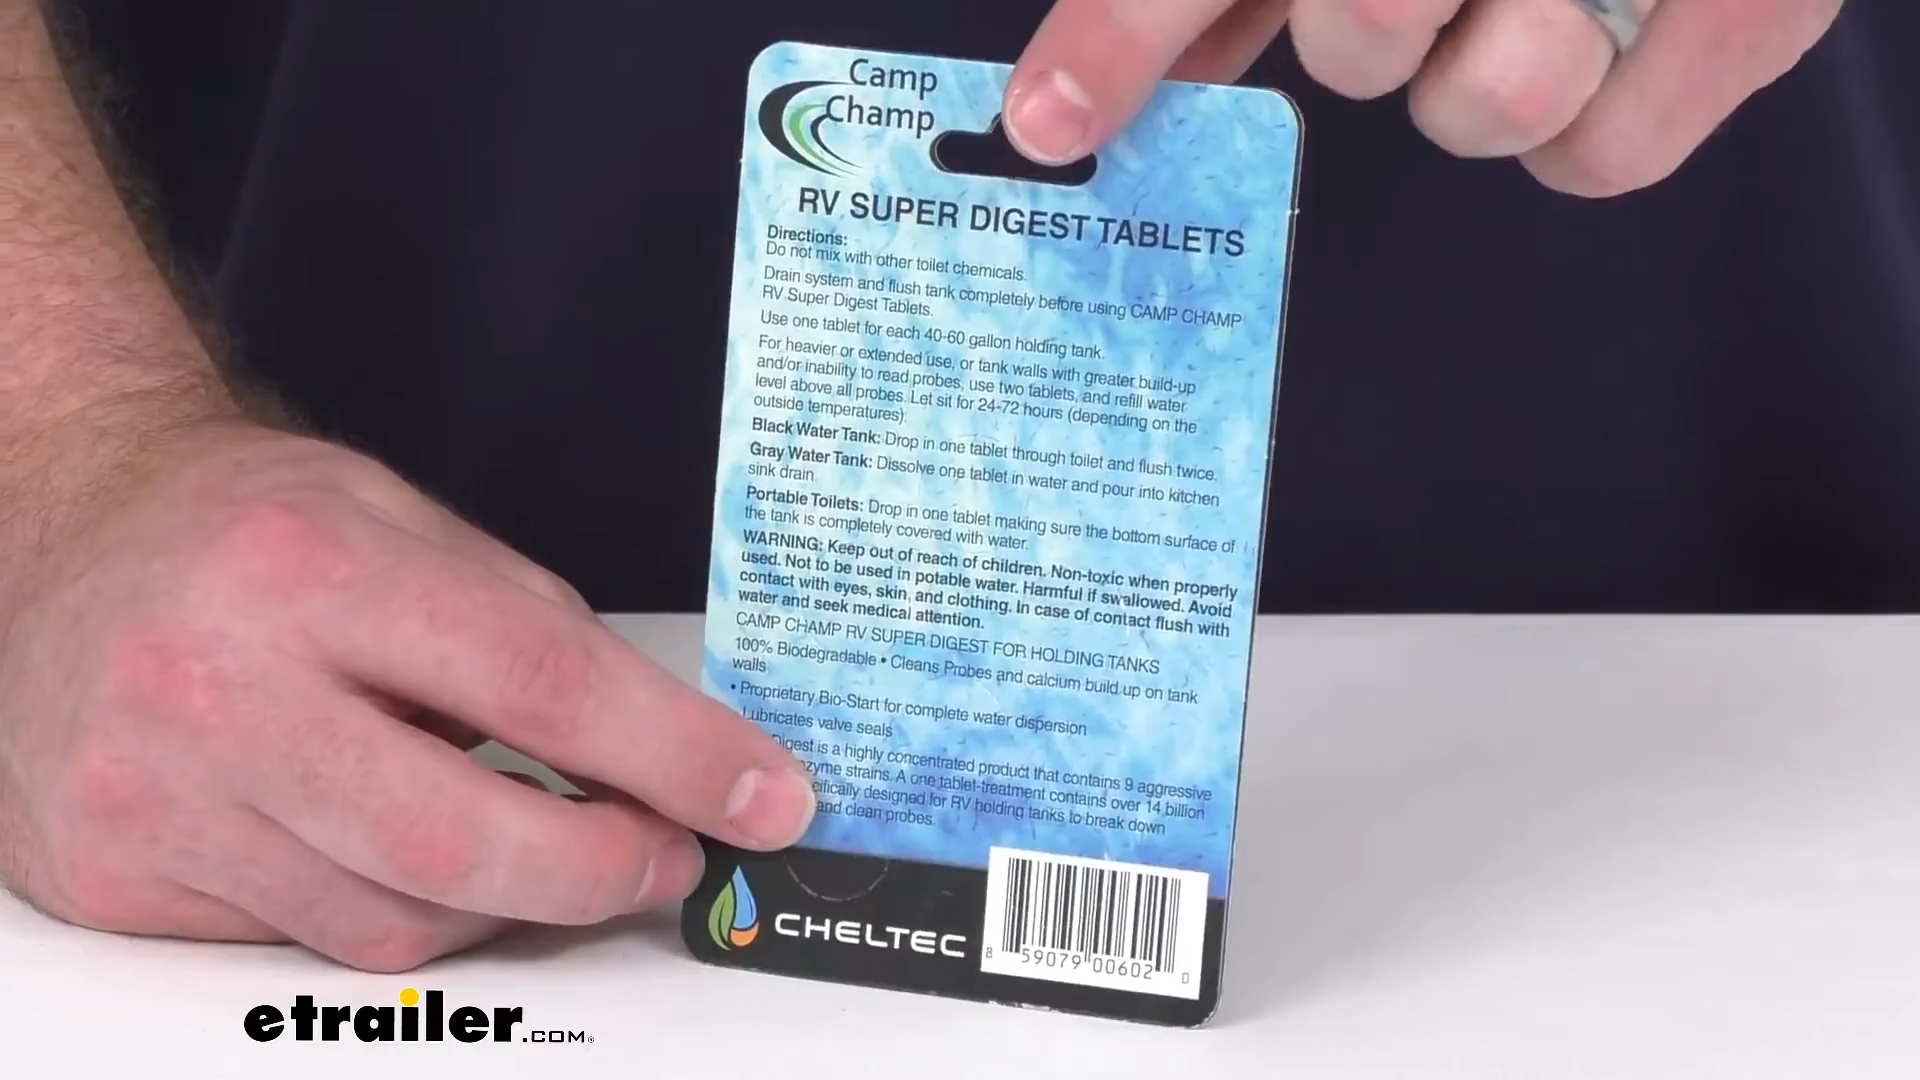 Camp
Champ
RV SUPER DIGEST TABLETS
Directions:
Do not mix with other toilet chemicals.
Drain system and flush tank completely before using CAMP CHAMP
RV Super Digest Tablets.
Use one tablet for each 40-60 gallon holding tank.
For heavier or extended use, or tank walls with greater build-up
and/or inability to read probes, use two tablets, and refill water
level above all probes. Let sit for 24-72 hours (depending on the
outside temperatures).
Black Water Tank: Drop in one tablet through toilet and flush twice.
Gray Water Tank: Dissolve one tablet in water and pour into kitchen
sink drain.
Portable Toilets: Drop in one tablet making sure the bottom surface of
the tank is completely covered with water.
WARNING: Keep out of reach of children. Non-toxic when properly
used. Not to be used in potable water. Harmful if swallowed. Avoid
contact with eyes, skin, and clothing. In case of contact flush with
water and seek medical attention.
CAMP CHAMP RV SUPER DIGEST FOR HOLDING TANKS
100% Biodegradable • Cleans Probes and calcium build up on tank
walls
• Proprietary Bio-Start for complete water dispersion
Lubricates valve seals
Digest is a highly concentrated product that contains 9 aggressive
strains. A one tablet-treatment contains over 14 billion
designed for RV holding tanks to break down
and clean probes.
CHELTEC
8 59079 00602 0
etrailer.com